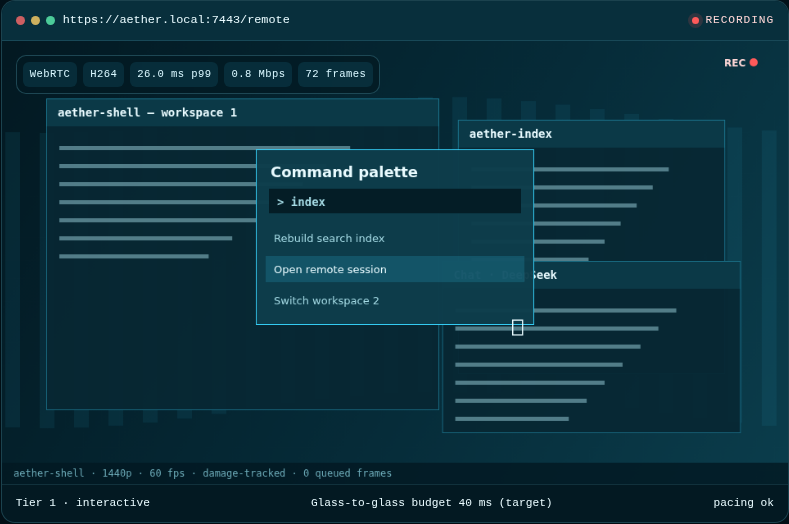 https://aether.local:7443/remote
RECORDING
WebRTC H264 26.0 ms p99 0.8 Mbps 72 frames
REC
aether-shell — workspace 1
aether-index
Command palette
> index
Rebuild search index
Open remote session
Switch workspace 2
aether-shell · 1440p · 60 fps · damage-tracked · 0 queued frames
Tier 1 · interactive
Glass-to-glass budget 40 ms (target)
pacing ok